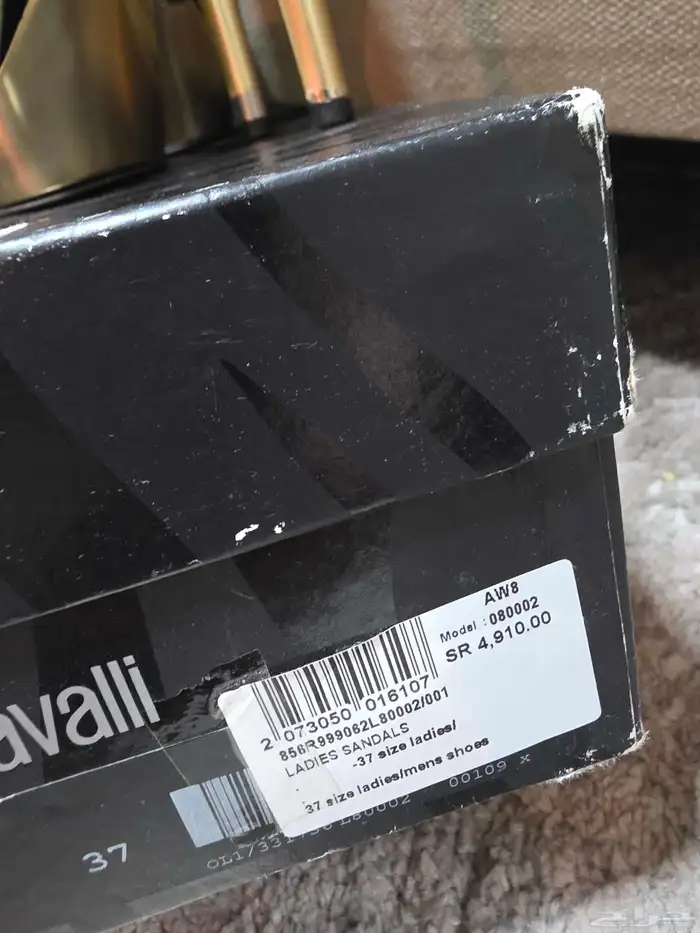 AW8
Model :080002
SR 4,910.00
2 073050 016107
856R999062L80002/001
LADIES SANDALS
-37 size ladies/
37 size ladies/mens shoes
avalli
00109 x
37
حراج